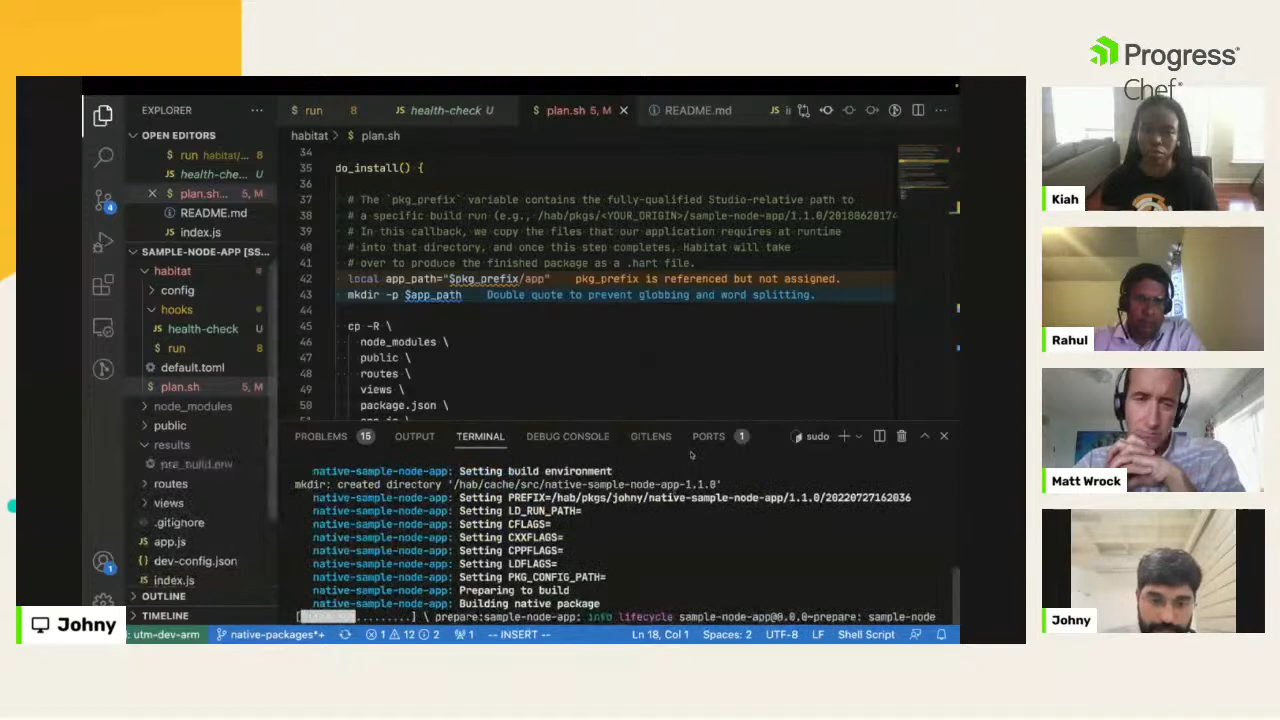 Progress®
Chef®
EXPLORER
OPEN EDITORS
run habitat/... 8
health-che... U
plan.sh... 5, M
README.md
index.js
SAMPLE-NODE-APP [SS...
habitat
config
hooks
health-check U
run 8
default.toml
plan.sh 5, M
node_modules
public
results
pre_build.env
routes
views
.gitignore
app.js
dev-config.json
index.js
OUTLINE
TIMELINE
4
1
$ run 8
JS health-check U
$ plan.sh 5, M
README.md
JS
habitat > $ plan.sh
34
35 do_install() {
36
37 # The `pkg_prefix` variable contains the fully-qualified Studio-relative path to
38 # a specific build run (e.g., /hab/pkgs/<YOUR_ORIGIN>/sample-node-app/1.1.0/2018862017
39 # In this callback, we copy the files that our application requires at runtime
40 # into that directory, and once this step completes, Habitat will take
41 # over to produce the finished package as a .hart file.
42 local app_path="$pkg_prefix/app" pkg_prefix is referenced but not assigned.
43 mkdir -p $app_path Double quote to prevent globbing and word splitting.
44
45 cp -R \
46 node_modules \
47 public \
48 routes \
49 views \
50 package.json \
PROBLEMS 15 OUTPUT TERMINAL DEBUG CONSOLE GITLENS PORTS 1 sudo
native-sample-node-app: Setting build environment
mkdir: created directory '/hab/cache/src/native-sample-node-app-1.1.0'
native-sample-node-app: Setting PREFIX=/hab/pkgs/johny/native-sample-node-app/1.1.0/20220727162036
native-sample-node-app: Setting LD_RUN_PATH=
native-sample-node-app: Setting CFLAGS=
native-sample-node-app: Setting CXXFLAGS=
native-sample-node-app: Setting CPPFLAGS=
native-sample-node-app: Setting LDFLAGS=
native-sample-node-app: Setting PKG_CONFIG_PATH=
native-sample-node-app: Preparing to build
native-sample-node-app: Building native package
[..........] \ prepare:sample-node-app: info lifecycle sample-node-app@0.0.0~prepare: sample-node
utm-dev-arm native-packages*+ 1 12 2 1 -- INSERT -- Ln 18, Col 1 Spaces: 2 UTF-8 LF Shell Script
Johny
Kiah
Rahul
Matt Wrock
Johny